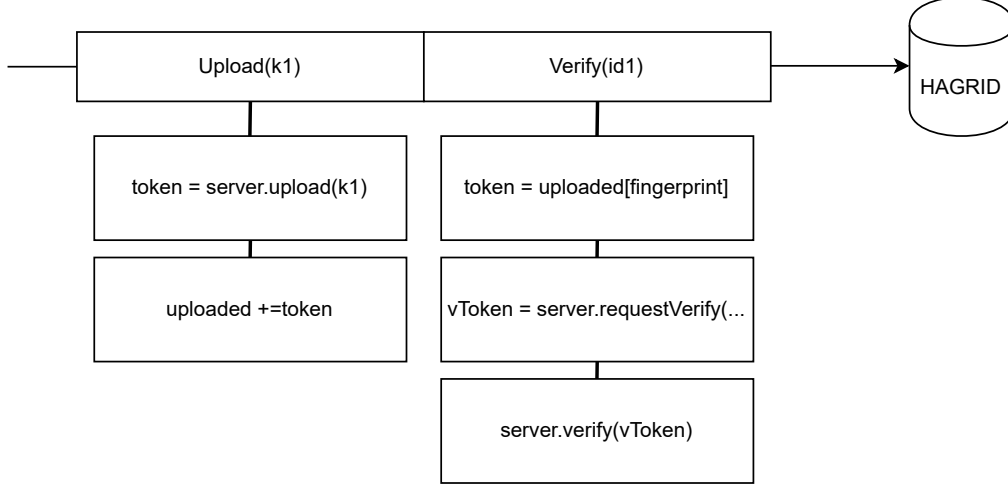 Upload(k1)
Verify(id1)
HAGRID
token = server.upload(k1)
token = uploaded[fingerprint]
uploaded +=token
vToken = server.requestVerify(...
server.verify(vToken)